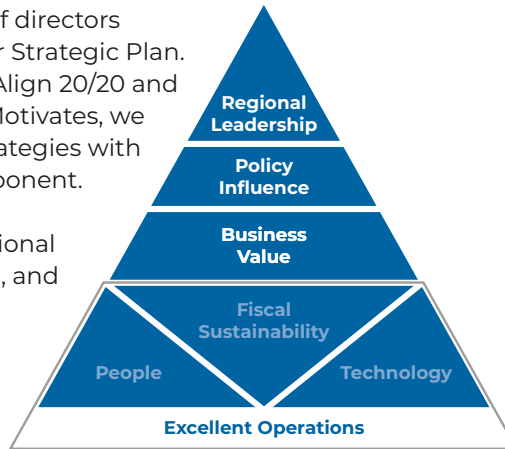 f directors
r Strategic Plan.
Align 20/20 and
Motivates, we
ategies with
ponent.
ional
, and
Regional
Leadership
Policy
Influence
Business
Value
Fiscal
Sustainability
People
Technology
Excellent Operations